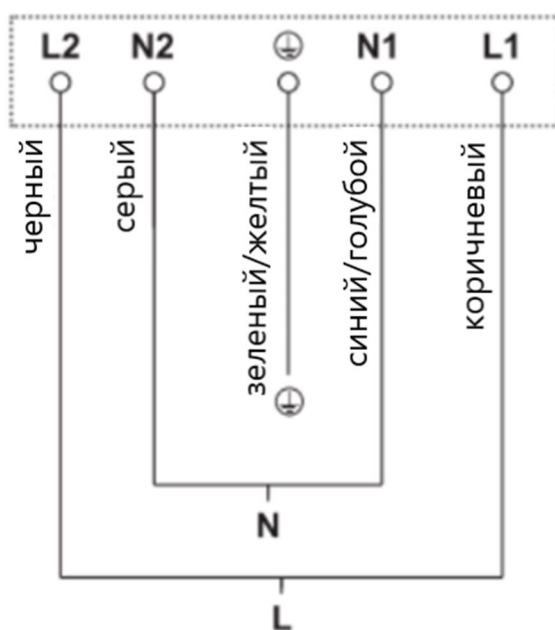 L2 N2 N1 L1
черный
серый
зеленый/желтый
синий/голубой
коричневый
N
L